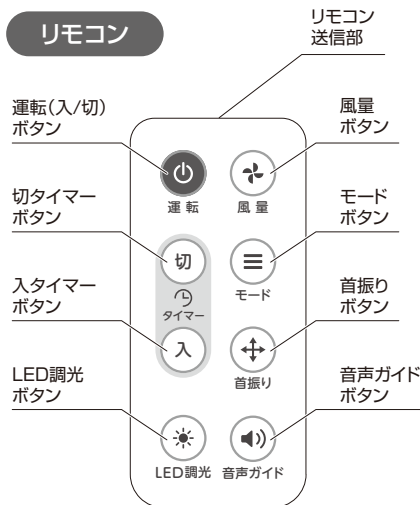 リモコン
リモコン
送信部
運転(入/切)
ボタン
風量
ボタン
運転
風量
切タイマー
ボタン
モード
ボタン
切
モード
タイマー
入タイマー
ボタン
首振り
ボタン
入
首振り
LED調光
ボタン
音声ガイド
ボタン
LED調光
音声ガイド